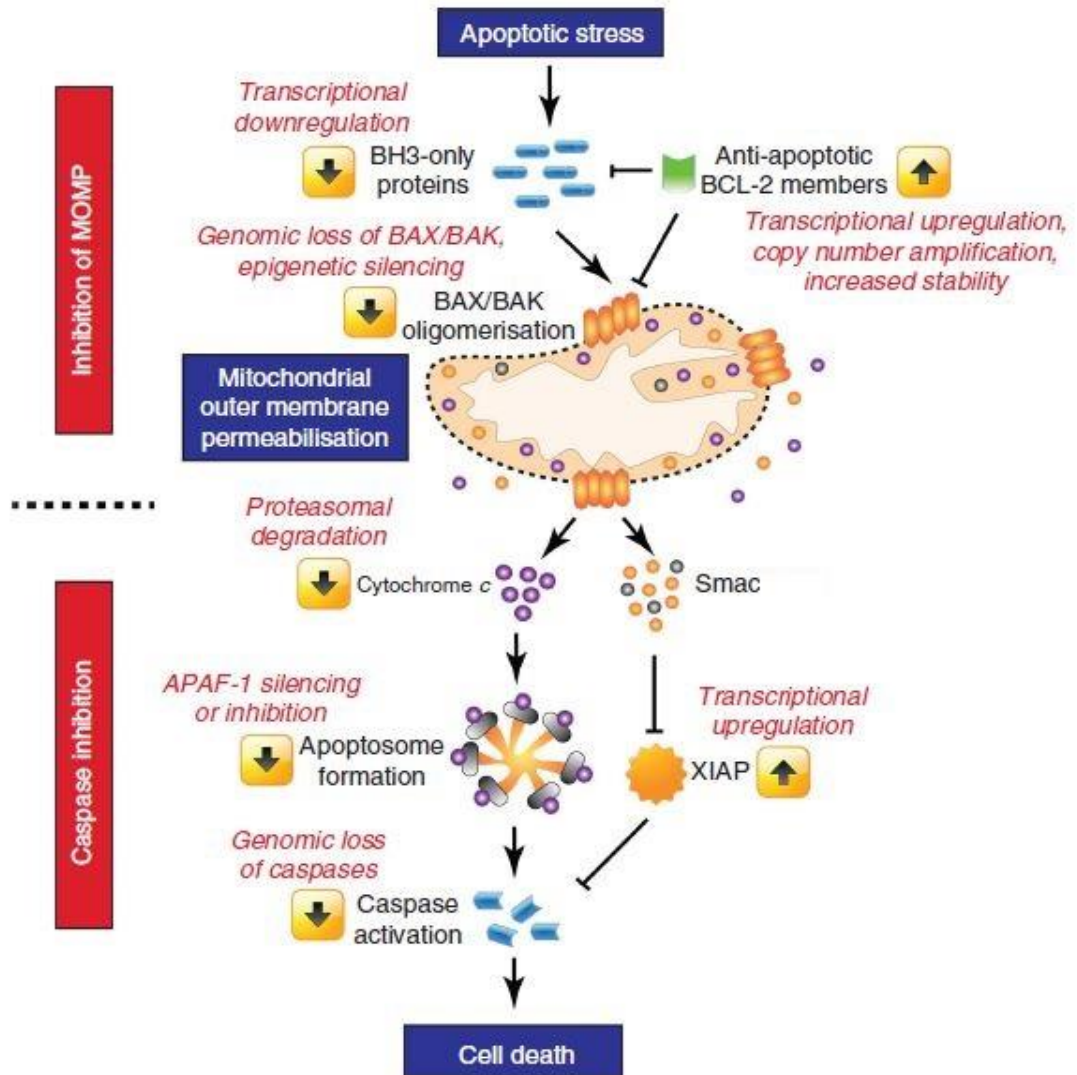 Apoptotic stress
Transcriptional
downregulation
BH3-only
proteins
Anti-apoptotic
BCL-2 members
Transcriptional upregulation,
copy number amplification,
increased stability
Genomic loss of BAX/BAK,
epigenetic silencing
BAX/BAK
oligomerisation
Inhibition of MOMP
Mitochondrial
outer membrane
permeabilisation
Proteasomal
degradation
Cytochrome c
Smac
APAF-1 silencing
or inhibition
Apoptosome
formation
Transcriptional
upregulation
XIAP
Caspase inhibition
Genomic loss
of caspases
Caspase
activation
Cell death